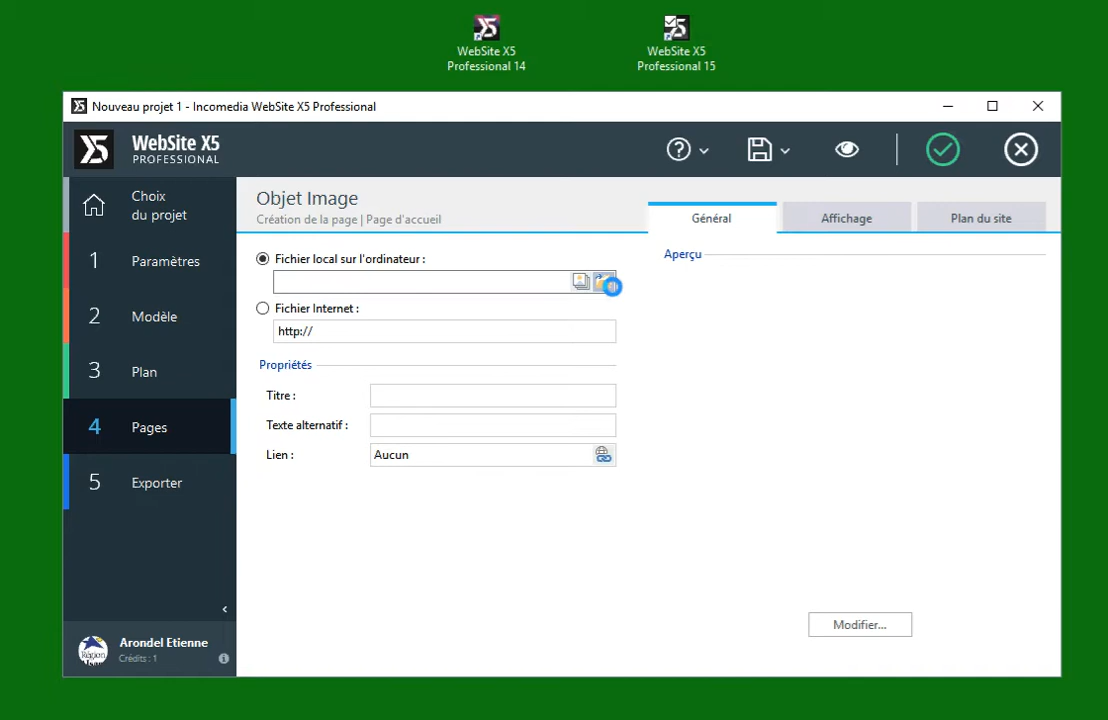 WebSite X5
Professional 14
WebSite X5
Professional 15
Nouveau projet 1 - Incomedia WebSite X5 Professional
WebSite X5
PROFESSIONAL
Choix
du projet
1 Paramètres
2 Modèle
3 Plan
4 Pages
5 Exporter
Arondel Etienne
Crédits : 1
Objet Image
Création de la page | Page d'accueil
Général
Affichage
Plan du site
Fichier local sur l'ordinateur :
Fichier Internet :
http://
Propriétés
Titre :
Texte alternatif :
Lien :
Aucun
Aperçu
Modifier...